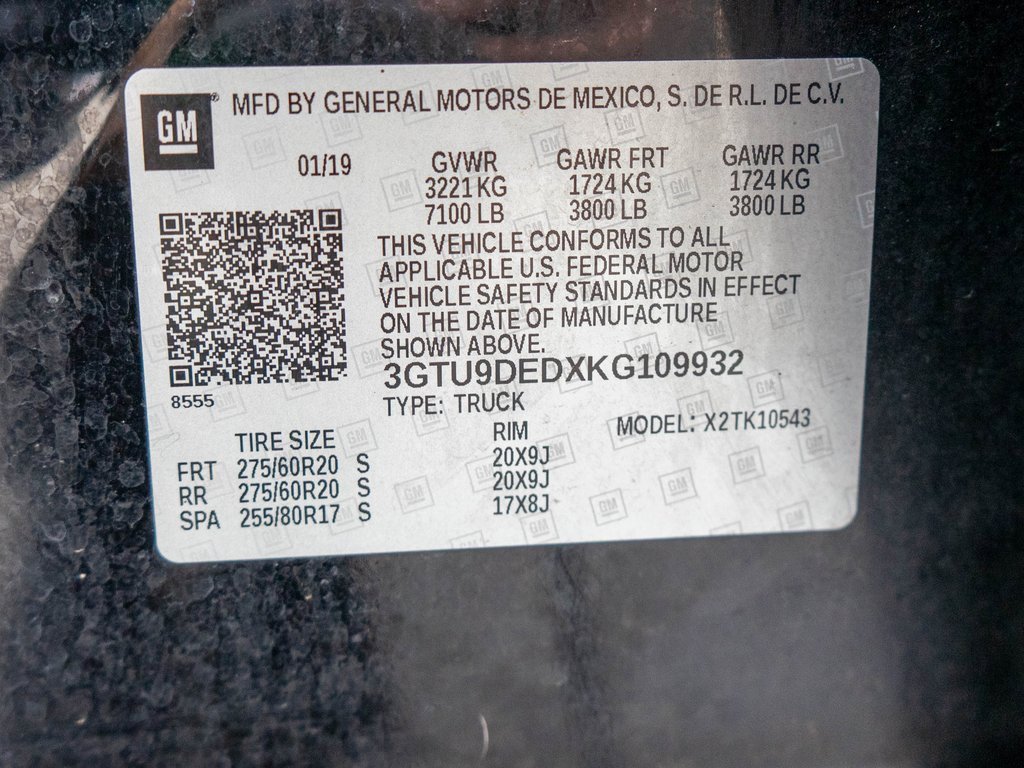 GM® MFD BY GENERAL MOTORS DE MEXICO, S. DE R.L. DE C.V.
01/19 GVWR GAWR FRT GAWR RR
3221 KG 1724 KG 1724 KG
7100 LB 3800 LB 3800 LB
THIS VEHICLE CONFORMS TO ALL
APPLICABLE U.S. FEDERAL MOTOR
VEHICLE SAFETY STANDARDS IN EFFECT
ON THE DATE OF MANUFACTURE
SHOWN ABOVE.
3GTU9DEDXKG109932
8555
TYPE: TRUCK
MODEL: X2TK10543
TIRE SIZE RIM
FRT 275/60R20 S 20X9J
RR 275/60R20 S 20X9J
SPA 255/80R17 S 17X8J